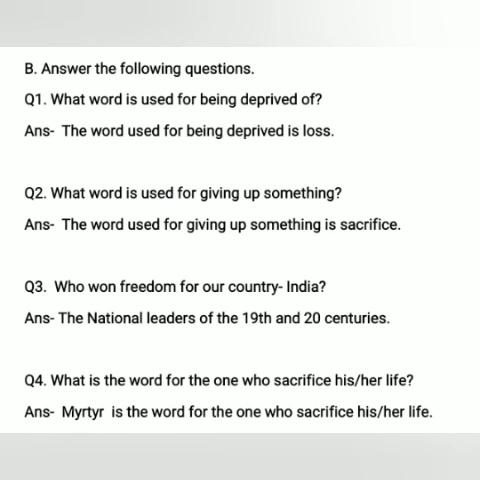 B. Answer the following questions.
Q1. What word is used for being deprived of?
Ans- The word used for being deprived is loss.
Q2. What word is used for giving up something?
Ans- The word used for giving up something is sacrifice.
Q3. Who won freedom for our country- India?
Ans- The National leaders of the 19th and 20 centuries.
Q4. What is the word for the one who sacrifice his/her life?
Ans- Myrtyr is the word for the one who sacrifice his/her life.